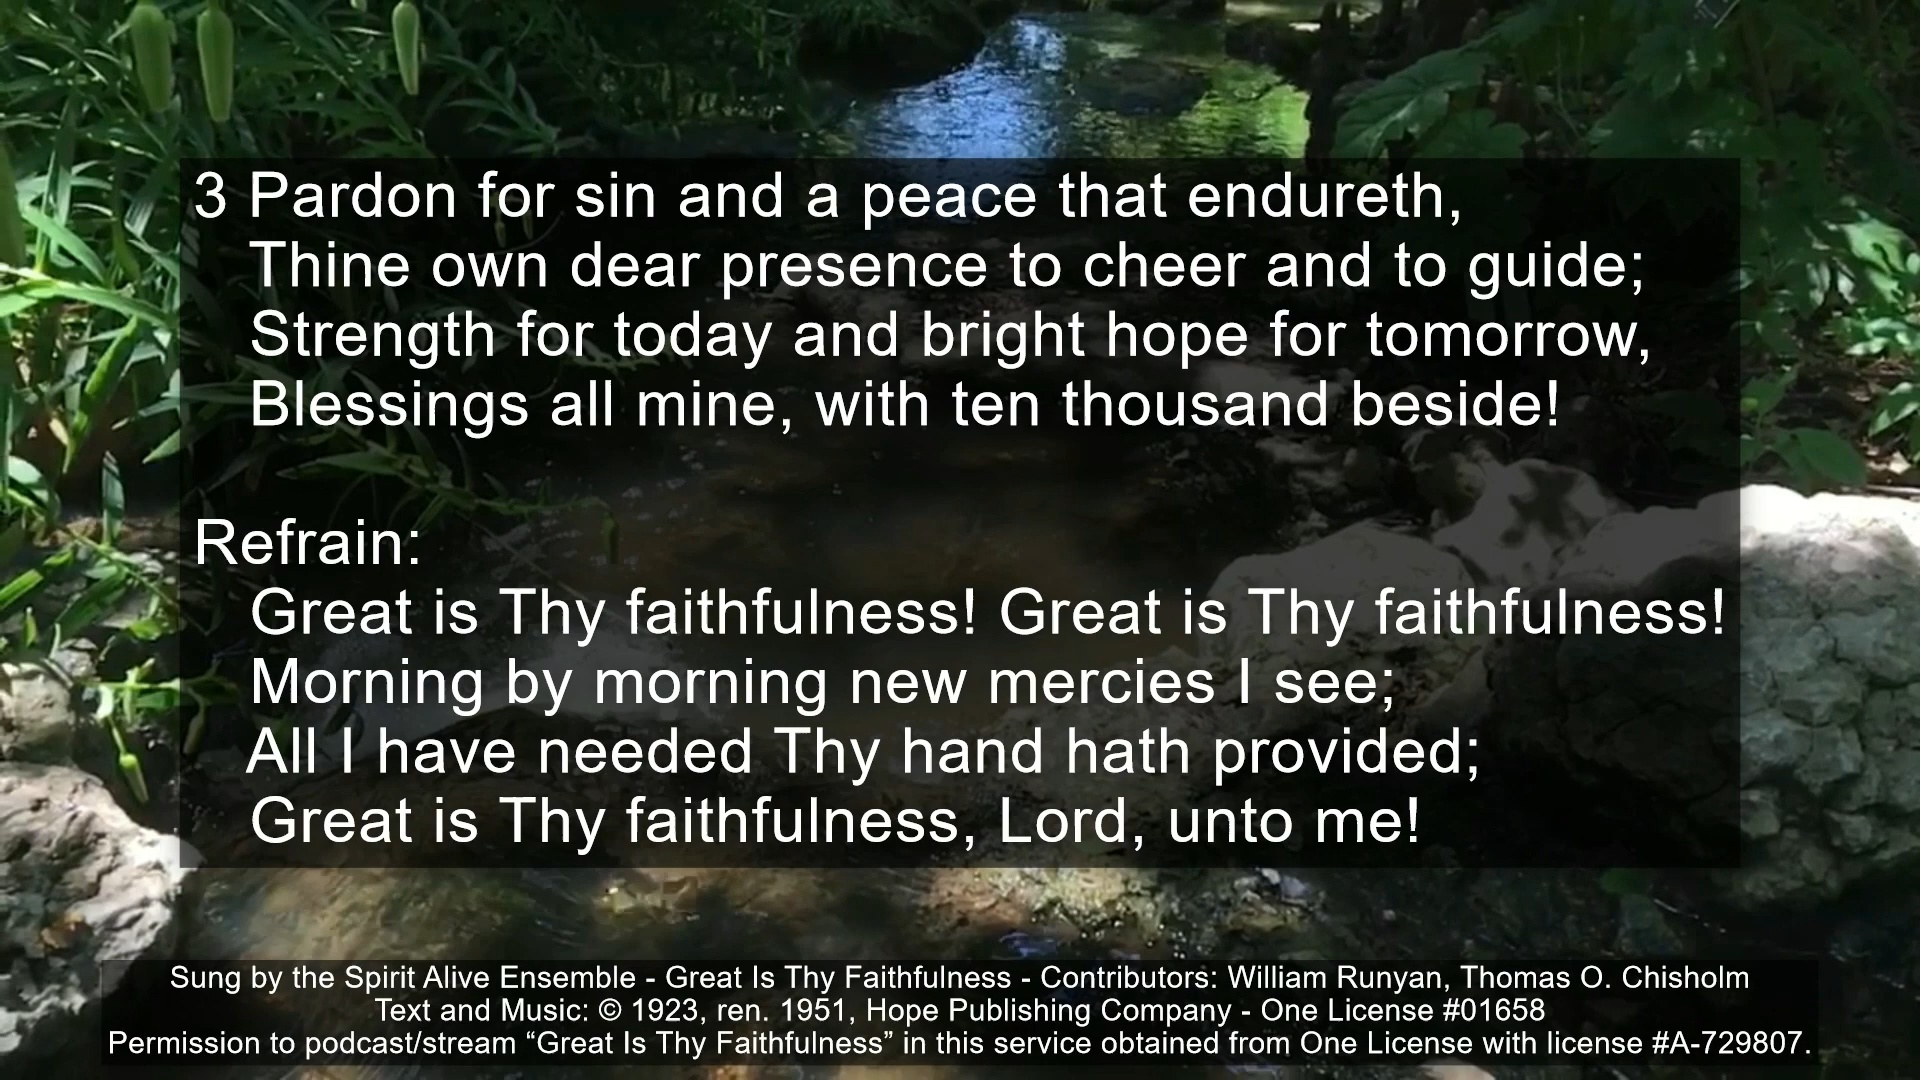 3 Pardon for sin and a peace that endureth,
Thine own dear presence to cheer and to guide;
Strength for today and bright hope for tomorrow,
Blessings all mine, with ten thousand beside!
Refrain:
Great is Thy faithfulness! Great is Thy faithfulness!
Morning by morning new mercies I see;
All I have needed Thy hand hath provided;
Great is Thy faithfulness, Lord, unto me!
Sung by the Spirit Alive Ensemble - Great Is Thy Faithfulness - Contributors: William Runyan, Thomas O. Chisholm
Text and Music: © 1923, ren. 1951, Hope Publishing Company - One License #01658
Permission to podcast/stream “Great Is Thy Faithfulness” in this service obtained from One License with license #A-729807.